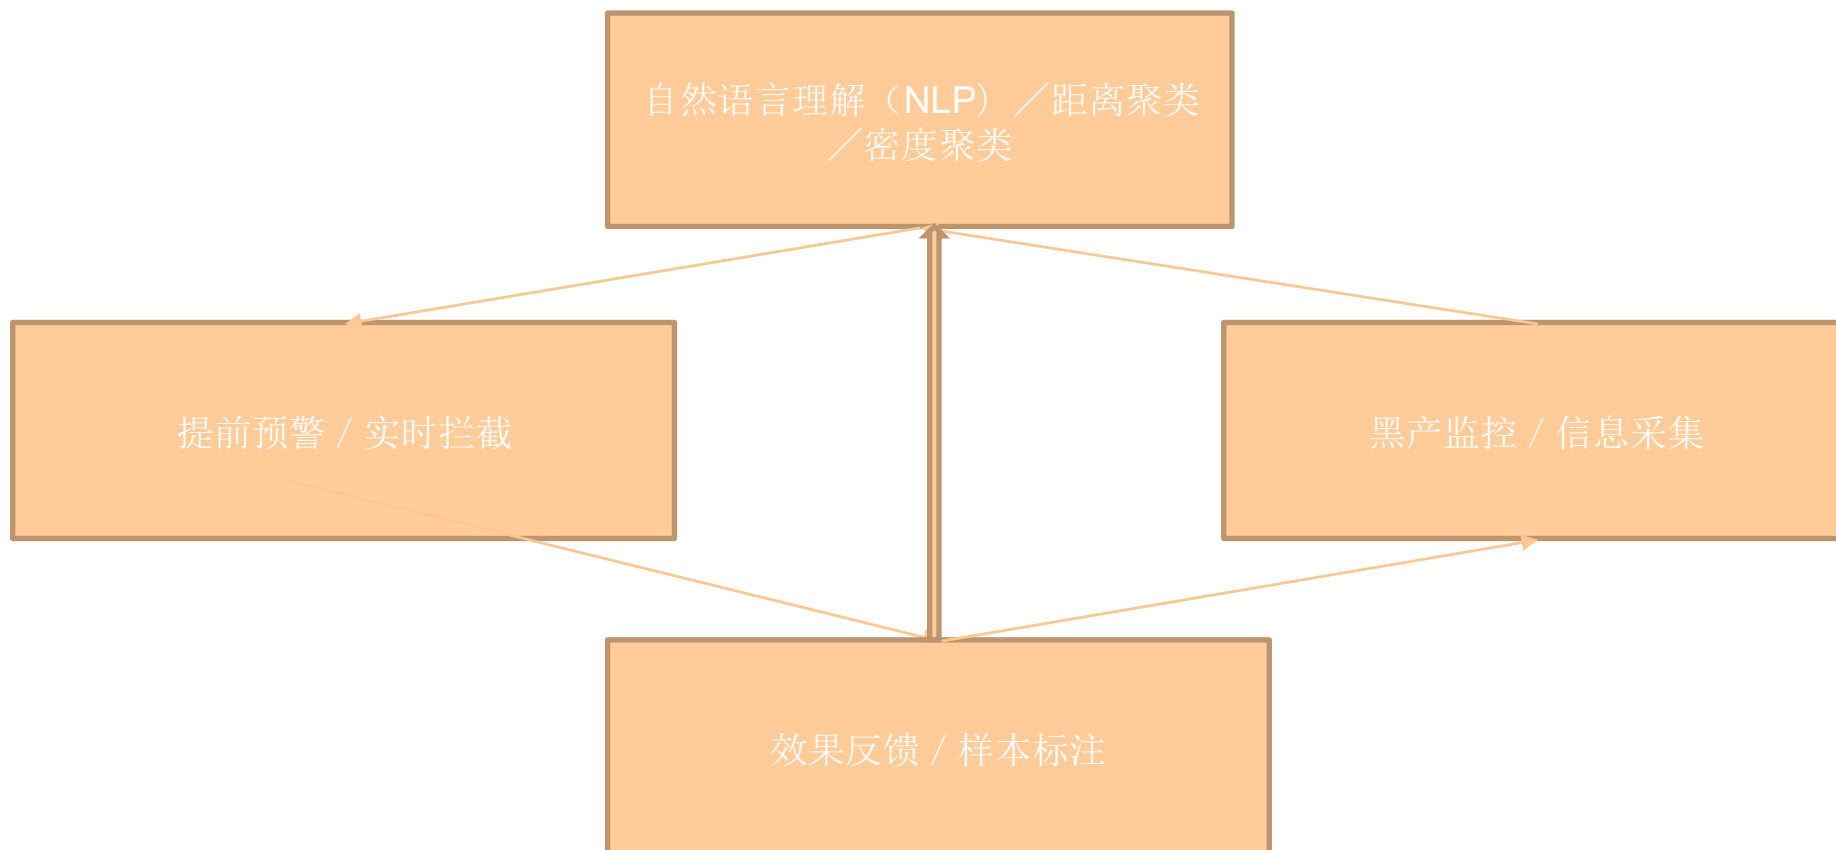 自然语言理解（NLP）／距离聚类
／密度聚类
提前预警 / 实时拦截
黑产监控 / 信息采集
效果反馈 / 样本标注